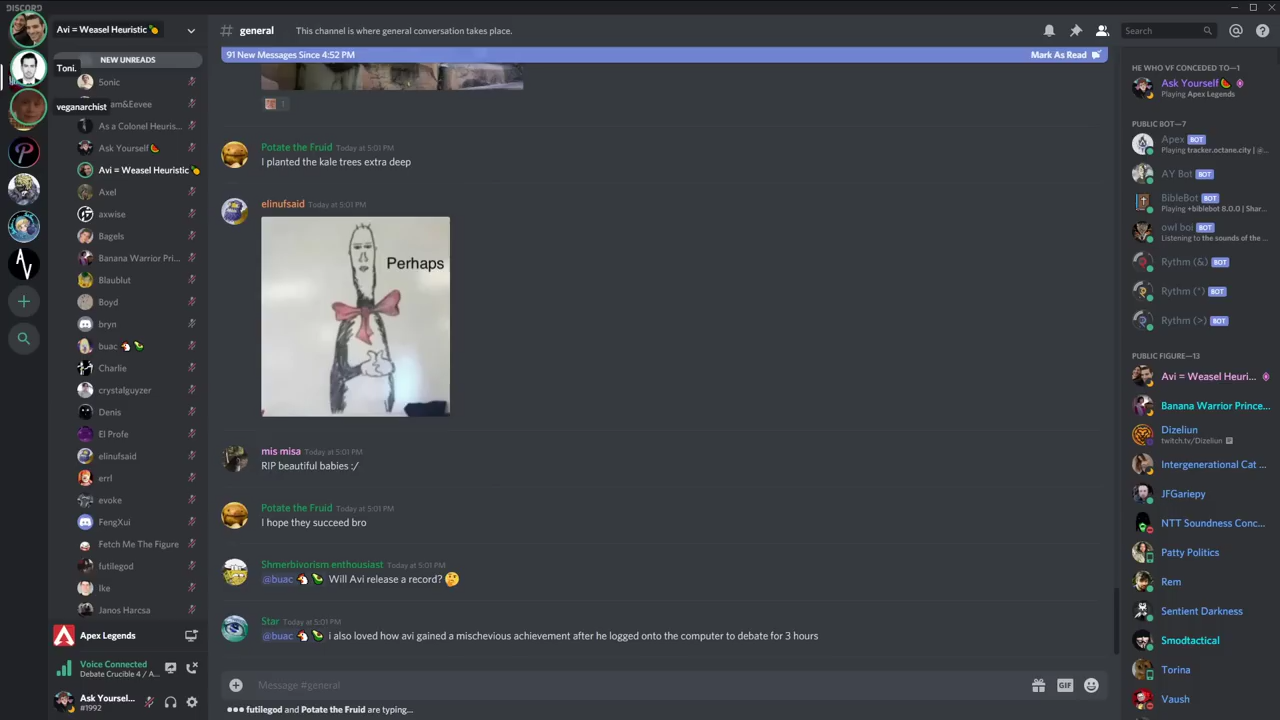 DISCORD
Avi = Weasel Heuristic
general
This channel is where general conversation takes place.
Search
NEW UNREADS
Toni.
veganarchist
5onic
am&Eevee
As a Colonel Heuris...
Ask Yourself
Avi = Weasel Heuristic
Axel
axwise
Bagels
Banana Warrior Pri...
Blaublut
Boyd
bryn
buac
Charlie
crystalguyzer
Denis
El Profe
elinufsaid
errl
evoke
FengXui
Fetch Me The Figure
futilegod
Ike
Janos Harcsa
Apex Legends
Voice Connected
Debate Crucible 4 / A...
Ask Yoursel...
#1992
91 New Messages Since 4:52 PM
Mark As Read
1
Potate the Fruid Today at 5:01 PM
I planted the kale trees extra deep
elinufsaid Today at 5:01 PM
Perhaps
mis misa Today at 5:01 PM
RIP beautiful babies :/
Potate the Fruid Today at 5:01 PM
I hope they succeed bro
Shmerbivorism enthousiast Today at 5:01 PM
@buac Will Avi release a record?
Star Today at 5:01 PM
@buac i also loved how avi gained a mischevious achievement after he logged onto the computer to debate for 3 hours
Message #general
GIF
futilegod and Potate the Fruid are typing...
HE WHO VF CONCEDED TO—1
Ask Yourself
Playing Apex Legends
PUBLIC BOT—7
Apex BOT
Playing tracker.octane.city | @...
AY Bot BOT
BibleBot BOT
Playing +biblebot 8.0.0 | Shar...
owl boi BOT
Listening to the sounds of the ...
Rythm (&) BOT
Rythm (^) BOT
Rythm (>) BOT
PUBLIC FIGURE—13
Avi = Weasel Heuri...
Banana Warrior Prince...
Dizeliun
twitch.tv/Dizeliun
Intergenerational Cat ...
JFGariepy
NTT Soundness Conc...
Patty Politics
Rem
Sentient Darkness
Smodtactical
Torina
Vaush